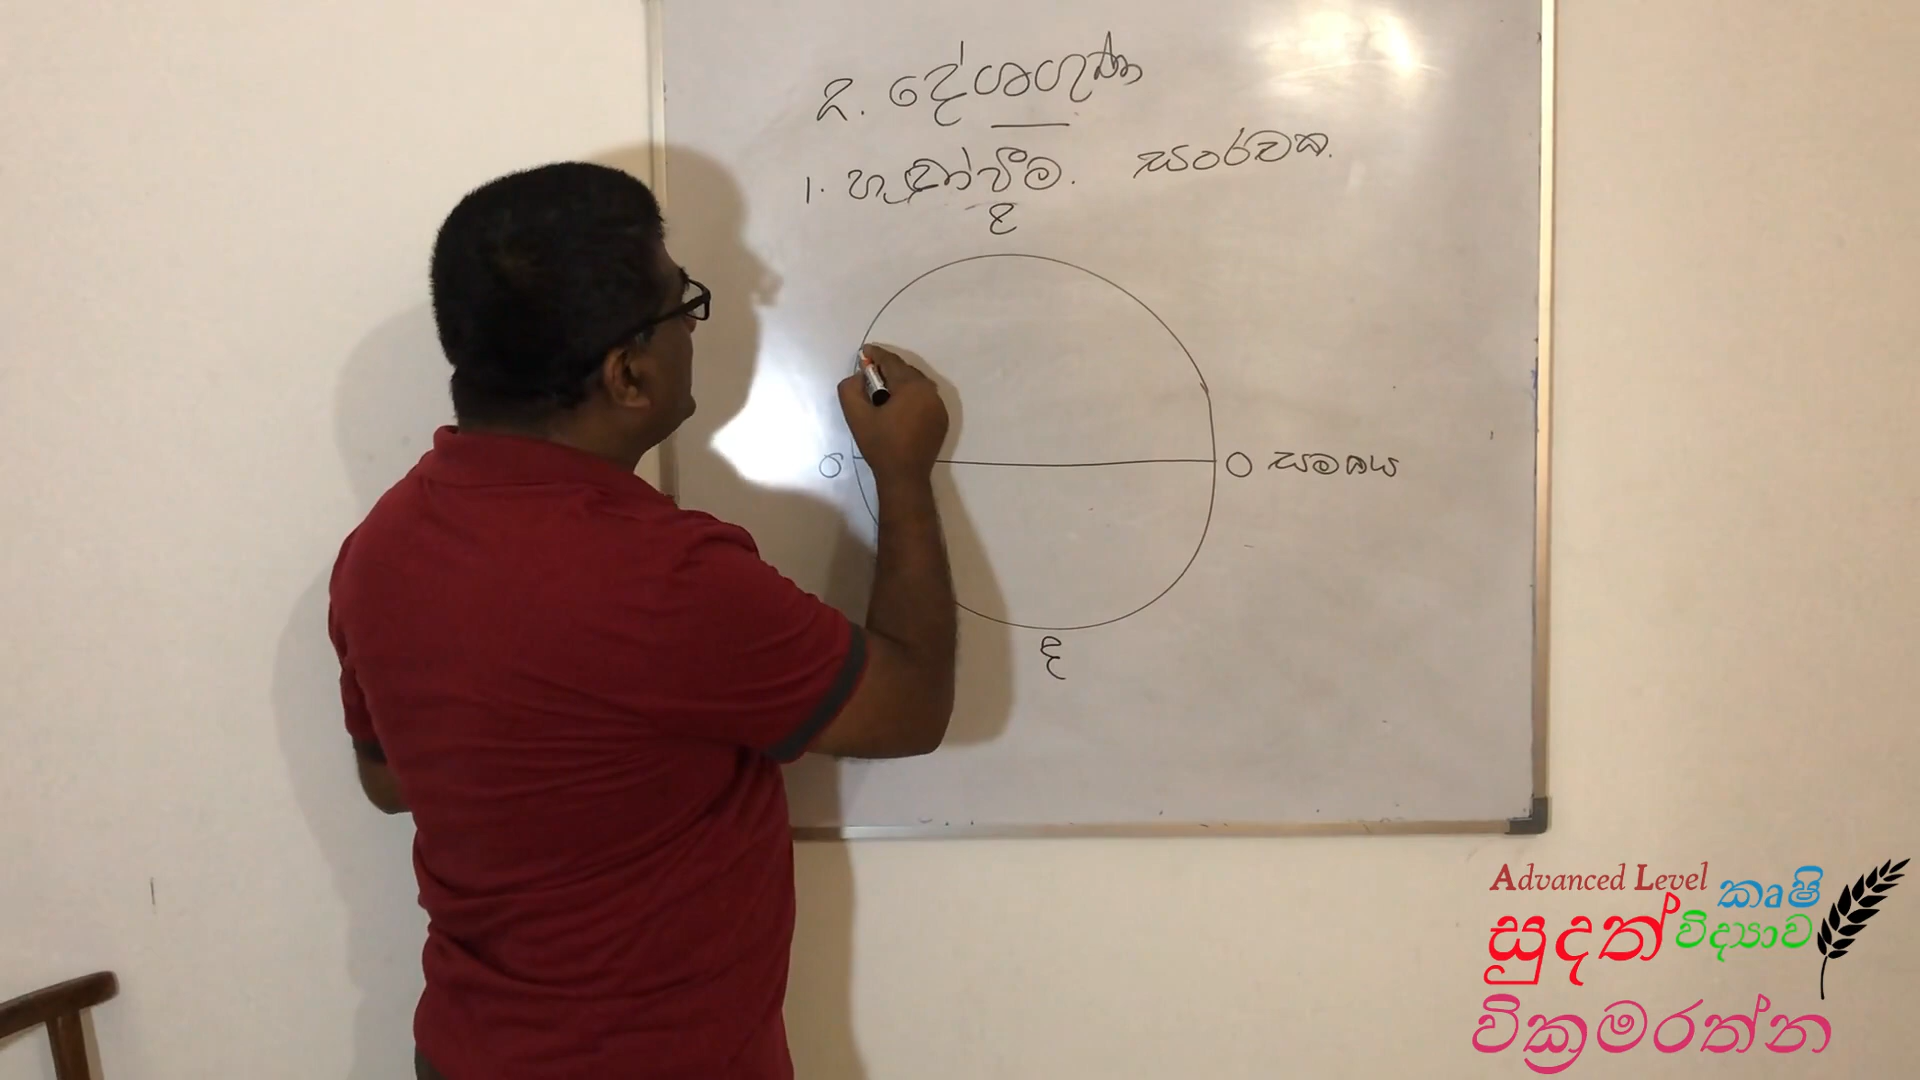 2. දේශගුණ
1. හැඳින්වීම. සංරචක.
උ
0 0 සමකය
ද
Advanced Level කෘෂි
සුදත් විද්‍යාව
වික්‍රමරත්න